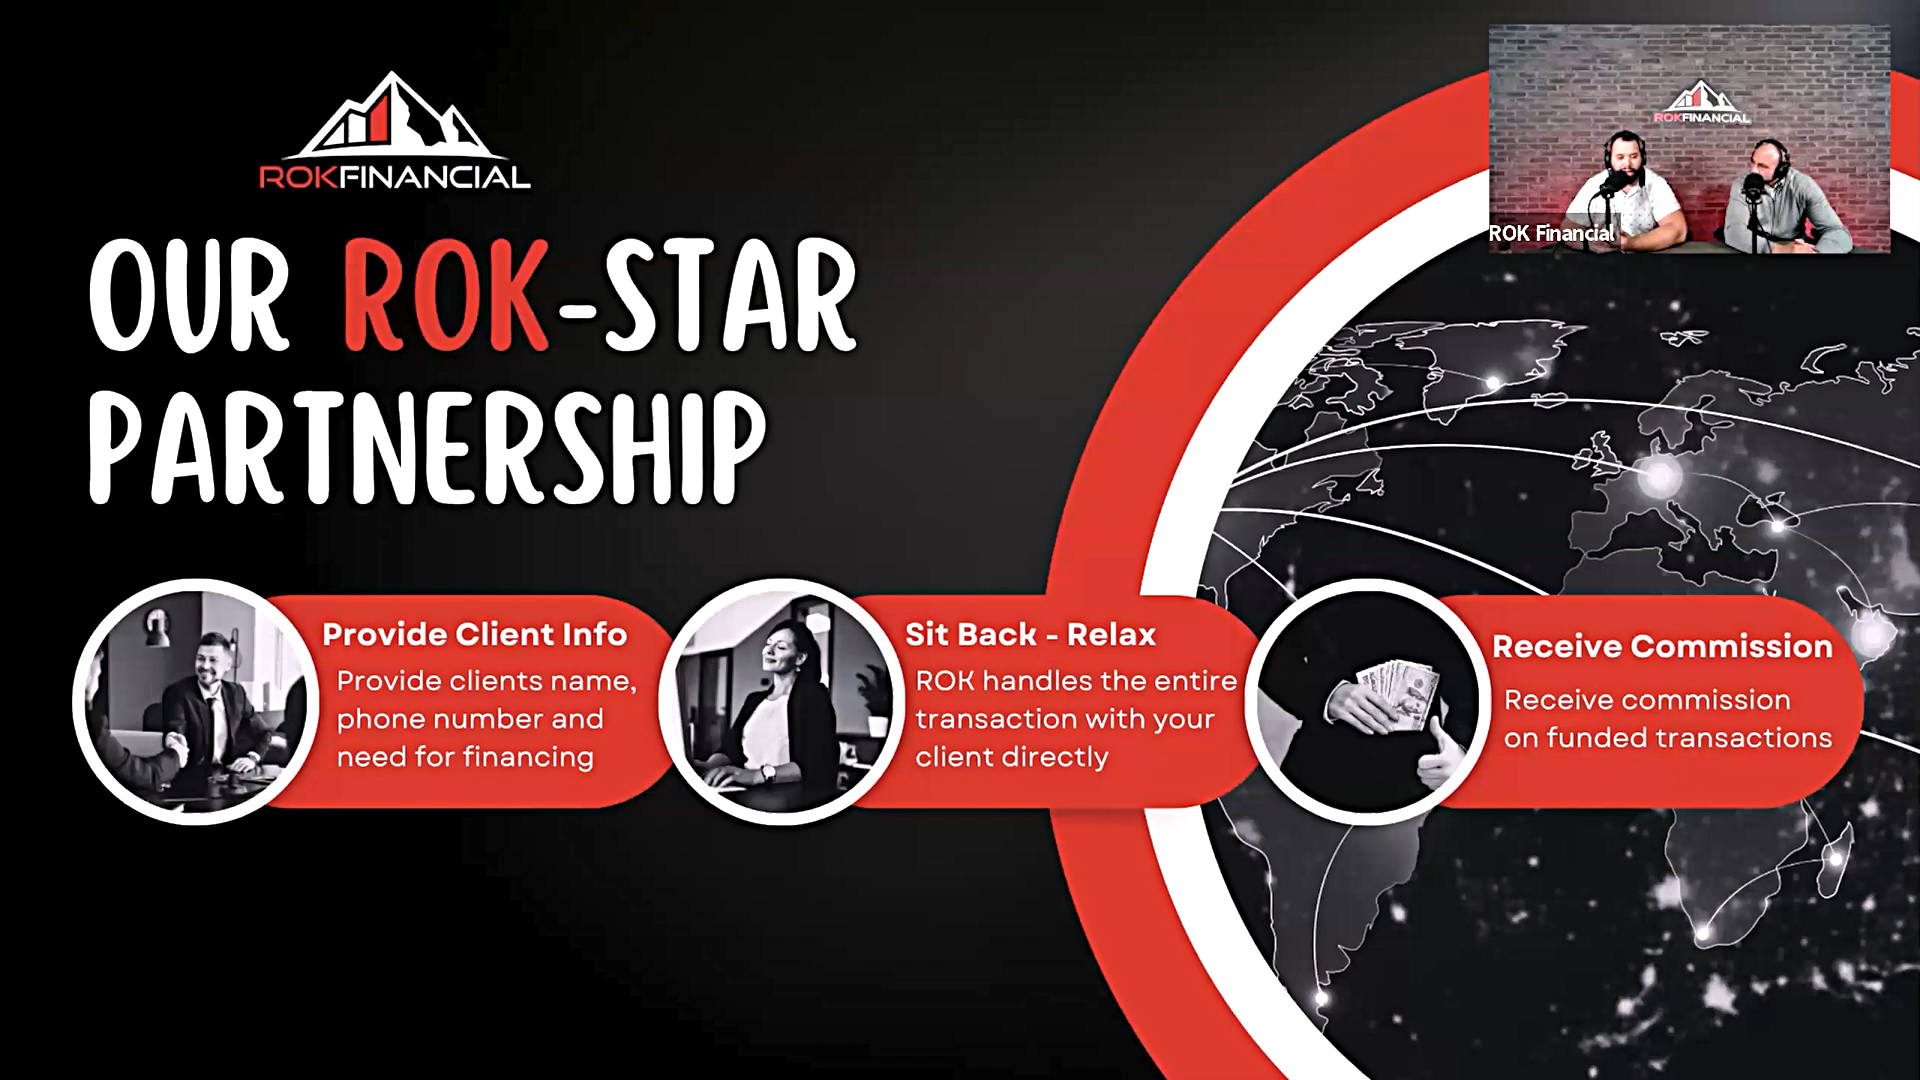 ROKFINANCIAL
OUR ROK-STAR
PARTNERSHIP
ROKFINANCIAL
ROK Financial
Provide Client Info
Provide clients name,
phone number and
need for financing
Sit Back - Relax
ROK handles the entire
transaction with your
client directly
Receive Commission
Receive commission
on funded transactions